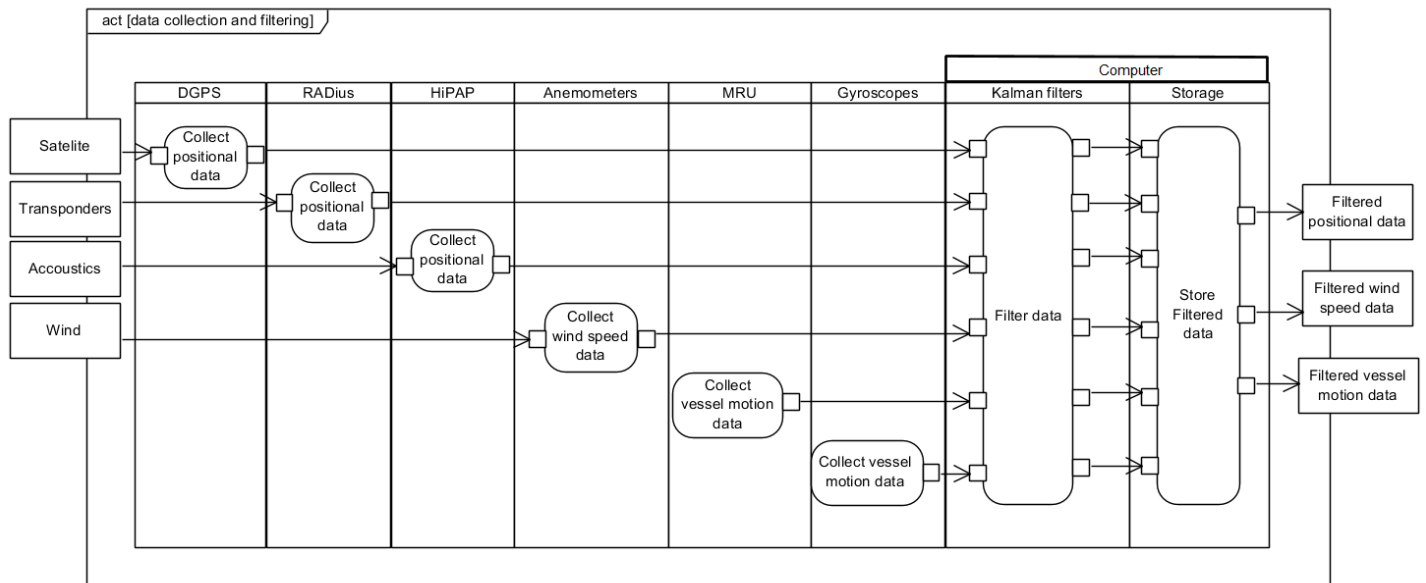 act [data collection and filtering]
Computer
DGPS
RADius
HiPAP
Anemometers
MRU
Gyroscopes
Kalman filters
Storage
Satelite
Transponders
Accoustics
Wind
Collect
positional
data
Collect
positional
data
Collect
positional
data
Collect
wind speed
data
Collect
vessel motion
data
Collect vessel
motion data
Filter data
Store
Filtered
data
Filtered
positional data
Filtered wind
speed data
Filtered vessel
motion data